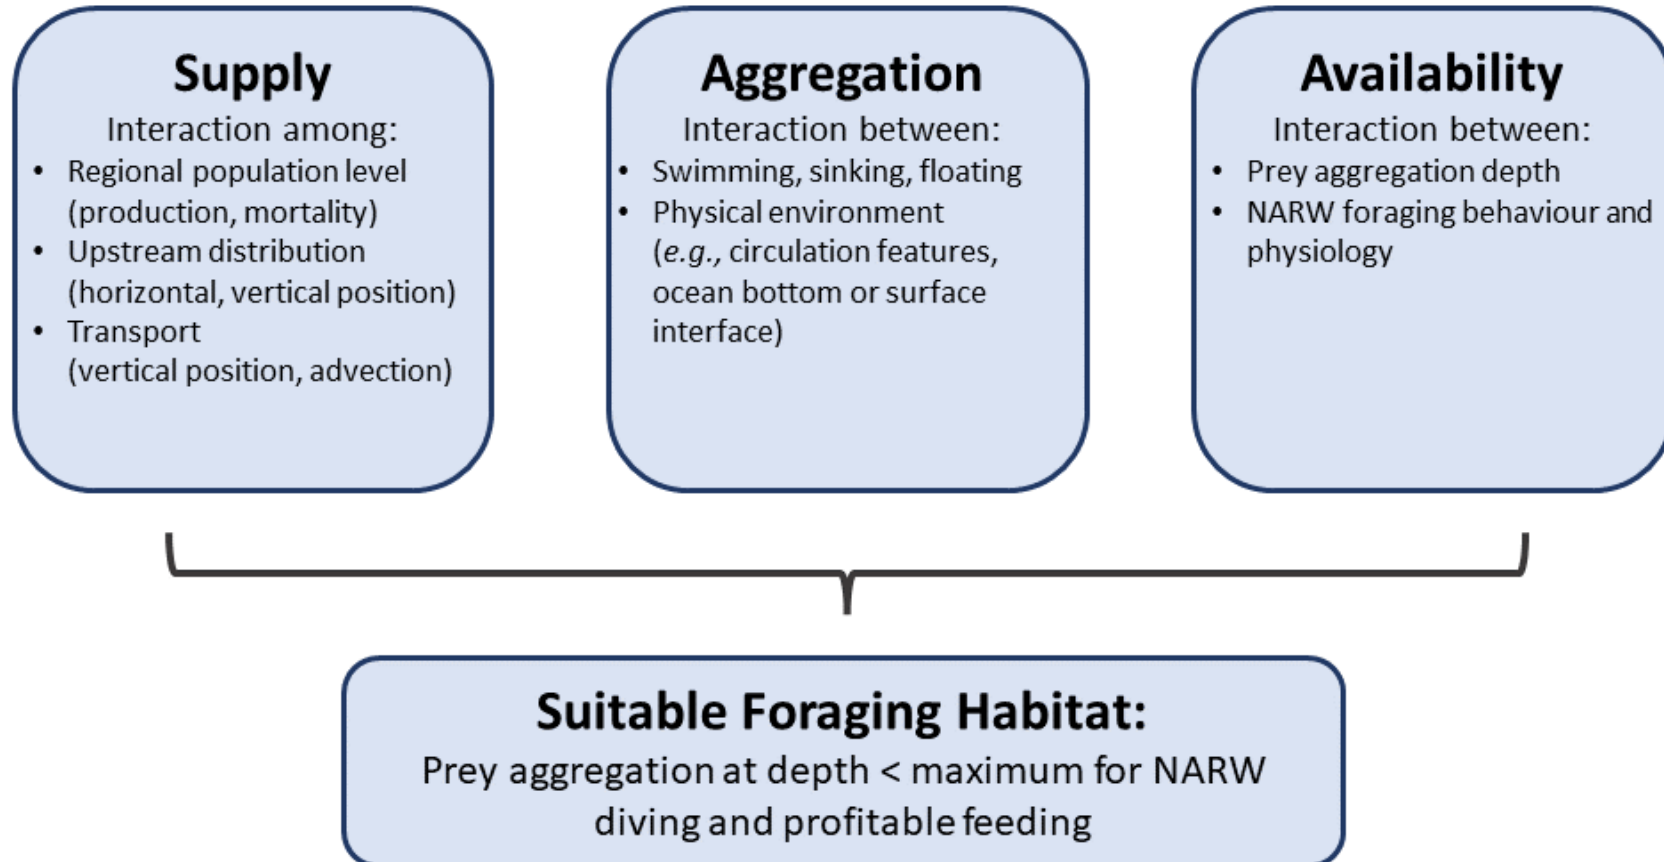 Supply
Interaction among:
• Regional population level
(production, mortality)
• Upstream distribution
(horizontal, vertical position)
• Transport
(vertical position, advection)
Aggregation
Interaction between:
• Swimming, sinking, floating
• Physical environment
(e.g., circulation features,
ocean bottom or surface
interface)
Availability
Interaction between:
• Prey aggregation depth
• NARW foraging behaviour and
physiology
Suitable Foraging Habitat:
Prey aggregation at depth < maximum for NARW
diving and profitable feeding